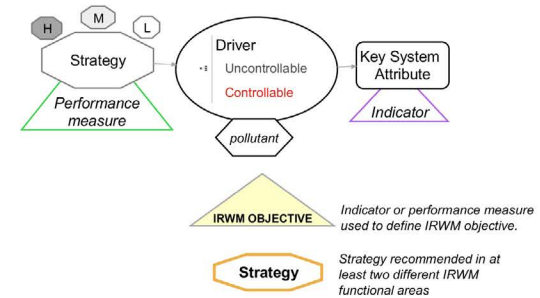 H
M
L
Strategy
Performance
measure
Driver
Uncontrollable
Controllable
pollutant
Key System
Attribute
Indicator
IRWM OBJECTIVE
Indicator or performance measure
used to define IRWM objective.
Strategy
Strategy recommended in at
least two different IRWM
functional areas